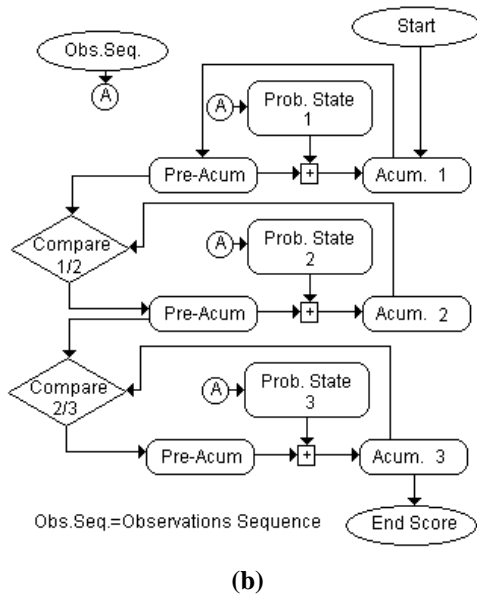 Obs.Seq.
Start
A
A
Prob. State
1
Pre-Acum
+
Acum. 1
Compare
1/2
A
Prob. State
2
Pre-Acum
+
Acum. 2
Compare
2/3
A
Prob. State
3
Pre-Acum
+
Acum. 3
Obs.Seq.=Observations Sequence
End Score
(b)